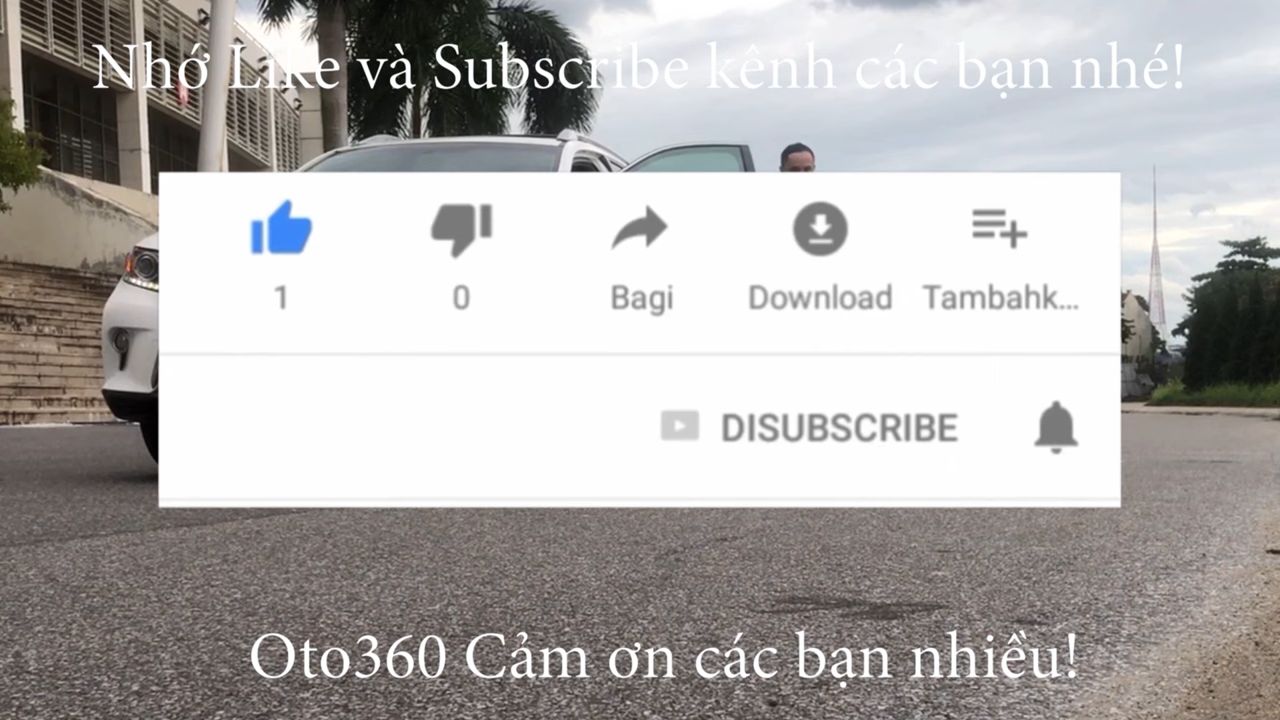 Nhớ Like và Subscribe kênh các bạn nhé!
1 0 Bagi Download Tambahk...
DISUBSCRIBE
Oto360 Cảm ơn các bạn nhiều!